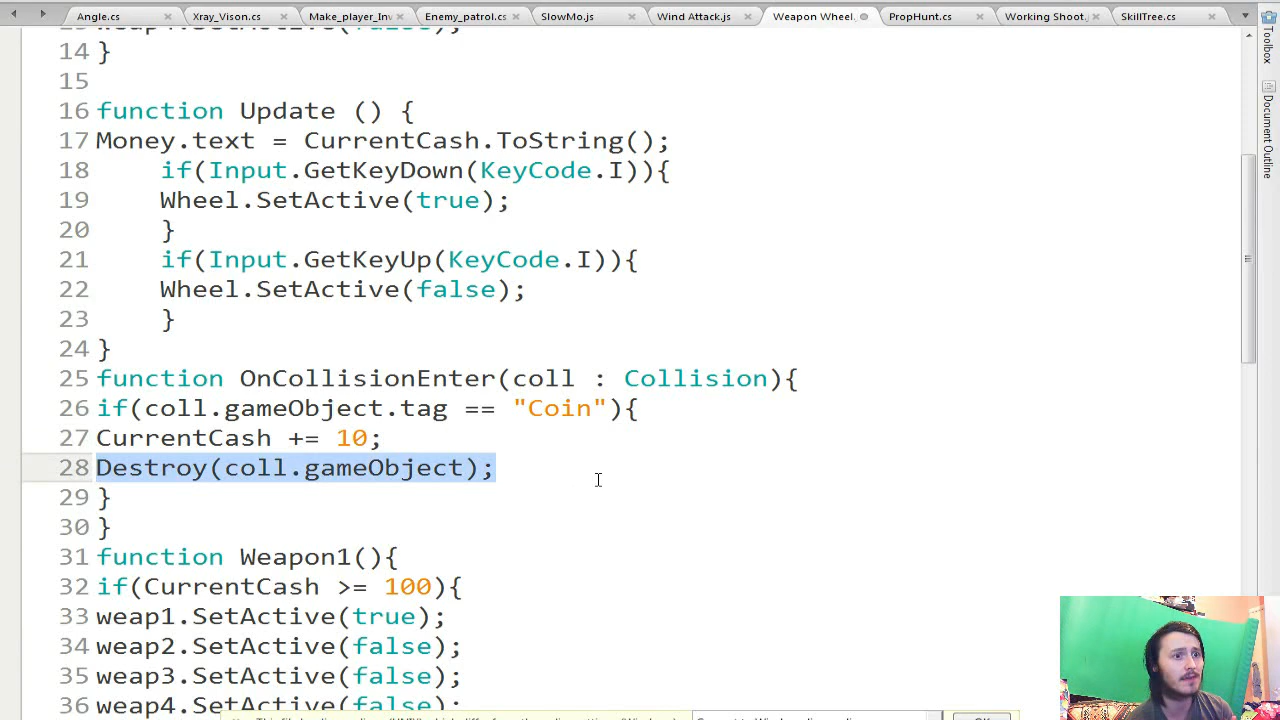 Angle.cs Xray_Vison.cs Make_player_Inv Enemy_patrol.cs SlowMo.js Wind Attack.js Weapon Wheel. PropHunt.cs Working Shoot. SkillTree.cs
Toolbox
Document Outline
14 }
15
16 function Update () {
17 Money.text = CurrentCash.ToString();
18 if(Input.GetKeyDown(KeyCode.I)){
19 Wheel.SetActive(true);
20 }
21 if(Input.GetKeyUp(KeyCode.I)){
22 Wheel.SetActive(false);
23 }
24 }
25 function OnCollisionEnter(coll : Collision){
26 if(coll.gameObject.tag == "Coin"){
27 CurrentCash += 10;
28 Destroy(coll.gameObject);
29 }
30 }
31 function Weapon1(){
32 if(CurrentCash >= 100){
33 weap1.SetActive(true);
34 weap2.SetActive(false);
35 weap3.SetActive(false);
36 weap4.SetActive(false);